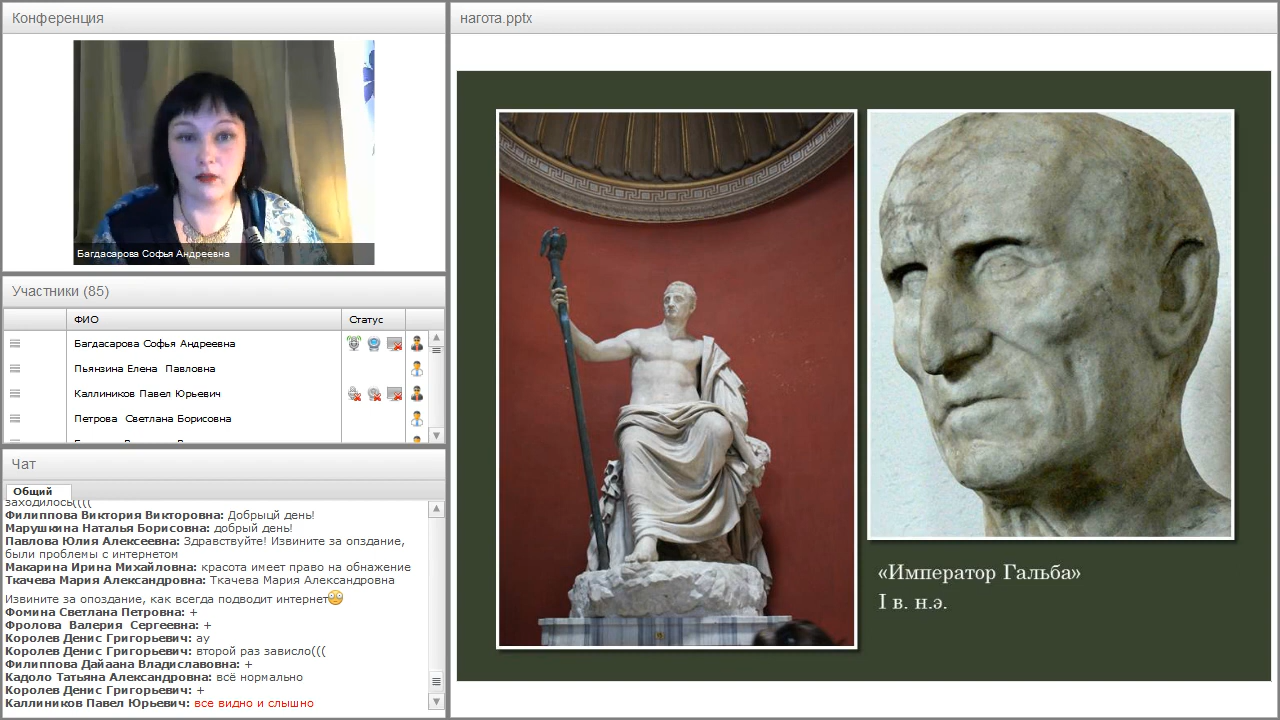 Конференция
Багдасарова Софья Андреевна
Участники (85)
ФИО Статус
Багдасарова Софья Андреевна
Пьянзина Елена Павловна
Каллиников Павел Юрьевич
Петрова Светлана Борисовна
Чат
Общий
заходилось((((
Филиппова Виктория Викторовна: Добрыцй день!
Марушкина Наталья Борисовна: добрый день!
Павлова Юлия Алексеевна: Здравствуйте! Извините за опздание,
были проблемы с интернетом
Макарина Ирина Михайловна: красота имеет право на обнажение
Ткачева Мария Александровна: Ткачева Мария Александровна
Извините за опоздание, как всегда подводит интернет
Фомина Светлана Петровна: +
Фролова Валерия Сергеевна: +
Королев Денис Григорьевич: ау
Королев Денис Григорьевич: второй раз зависло(((
Филиппова Дайаана Владиславовна: +
Кадоло Татьяна Александровна: всё нормально
Королев Денис Григорьевич: +
Каллиников Павел Юрьевич: все видно и слышно
нагота.pptx
«Император Гальба»
I в. н.э.